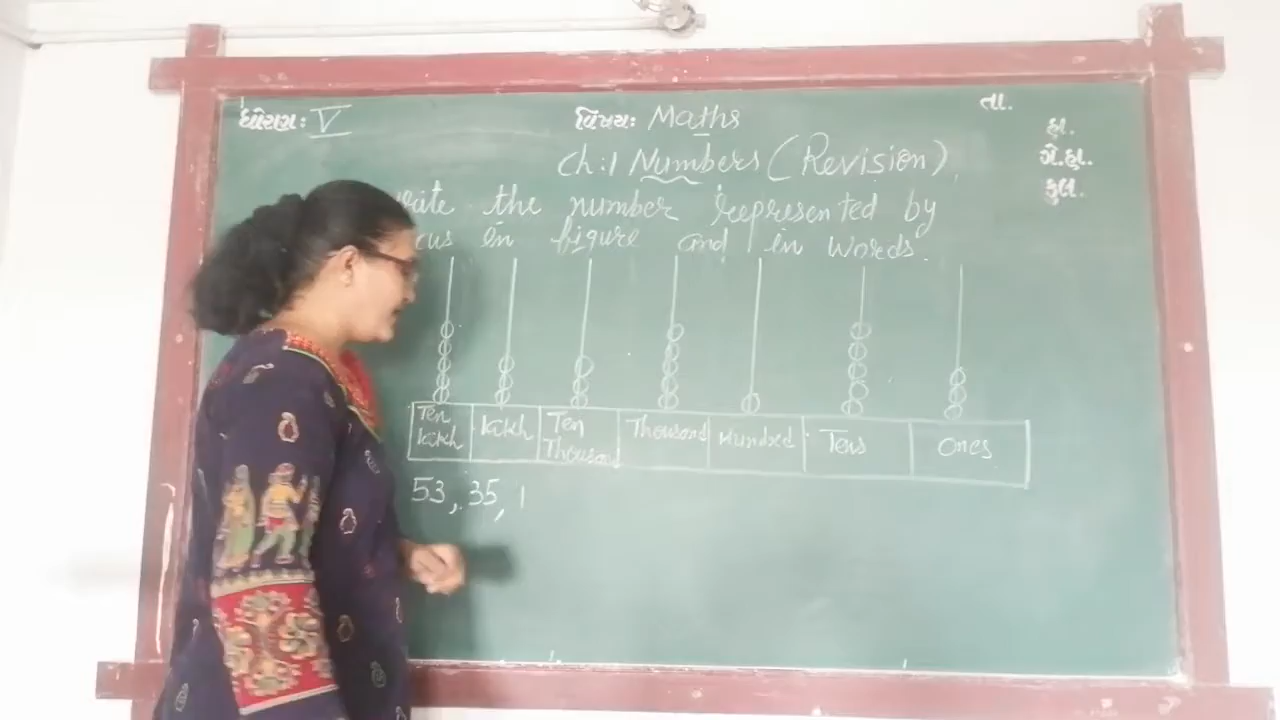 ધોરણ: V
વિષય: Maths
તા.
હા.
ગે.હા.
કુલ.
Ch:1 Numbers (Revision)
the number represented by
in figure and in words.
Ten Lakh
Lakh
Ten Thousand
Thousand
Hundred
Tens
Ones
53, 35, 1